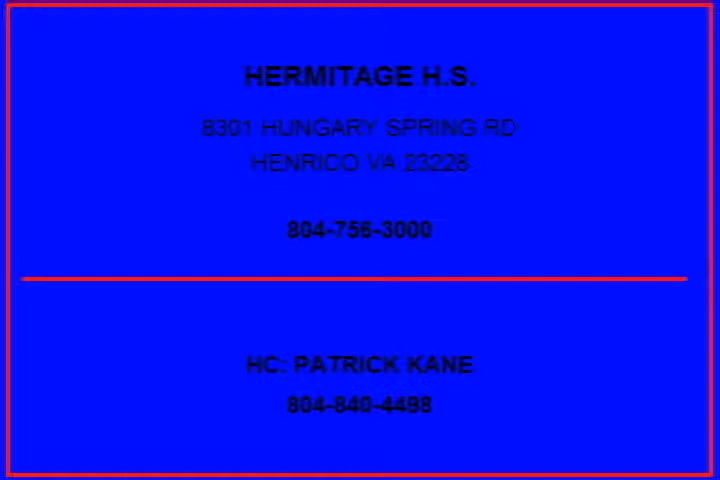 HERMITAGE H.S.
8301 HUNGARY SPRING RD
HENRICO VA 23228
804-756-3000
HC: PATRICK KANE
804-840-4498